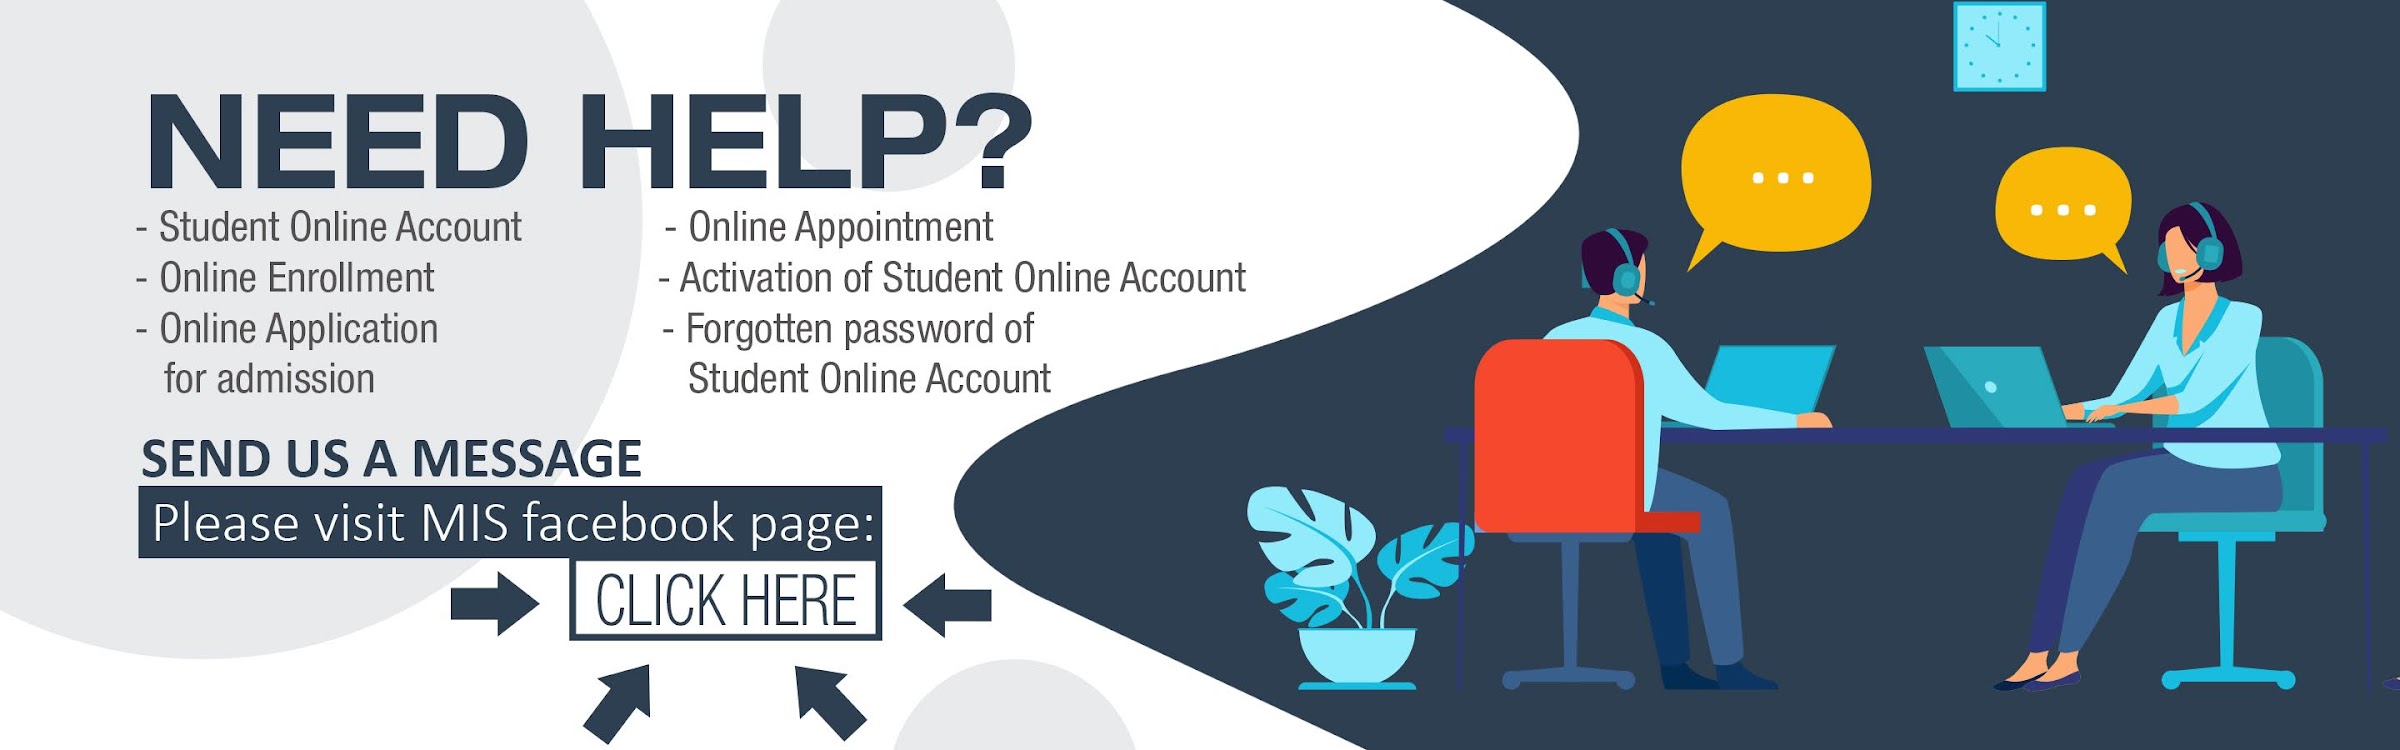 NEED HELP?
- Student Online Account
- Online Enrollment
- Online Application
for admission
- Online Appointment
- Activation of Student Online Account
- Forgotten password of
Student Online Account
SEND US A MESSAGE
Please visit MIS facebook page:
CLICK HERE